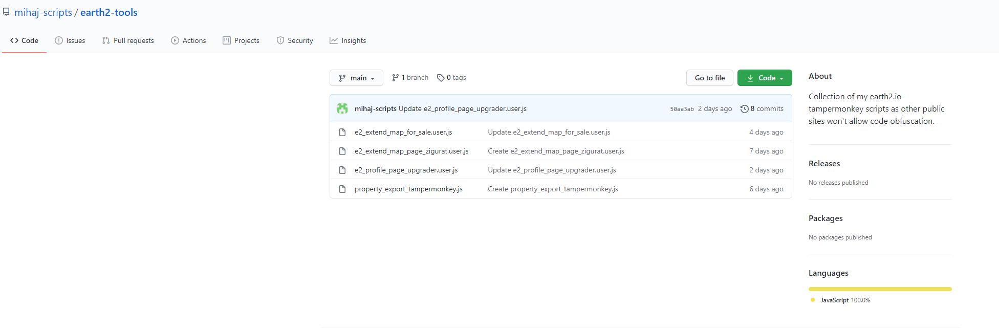 mihaj-scripts / earth2-tools
Code Issues Pull requests Actions Projects Security Insights
main 1 branch 0 tags Go to file Code
mihaj-scripts Update e2_profile_page_upgrader.user.js 50aa3ab 2 days ago 8 commits
e2_extend_map_for_sale.user.js Update e2_extend_map_for_sale.user.js 4 days ago
e2_extend_map_page_zigurat.user.js Create e2_extend_map_page_zigurat.user.js 7 days ago
e2_profile_page_upgrader.user.js Update e2_profile_page_upgrader.user.js 2 days ago
property_export_tampermonkey.js Create property_export_tampermonkey.js 6 days ago
About
Collection of my earth2.io
tampermonkey scripts as other public
sites won't allow code obfuscation.
Releases
No releases published
Packages
No packages published
Languages
JavaScript 100.0%